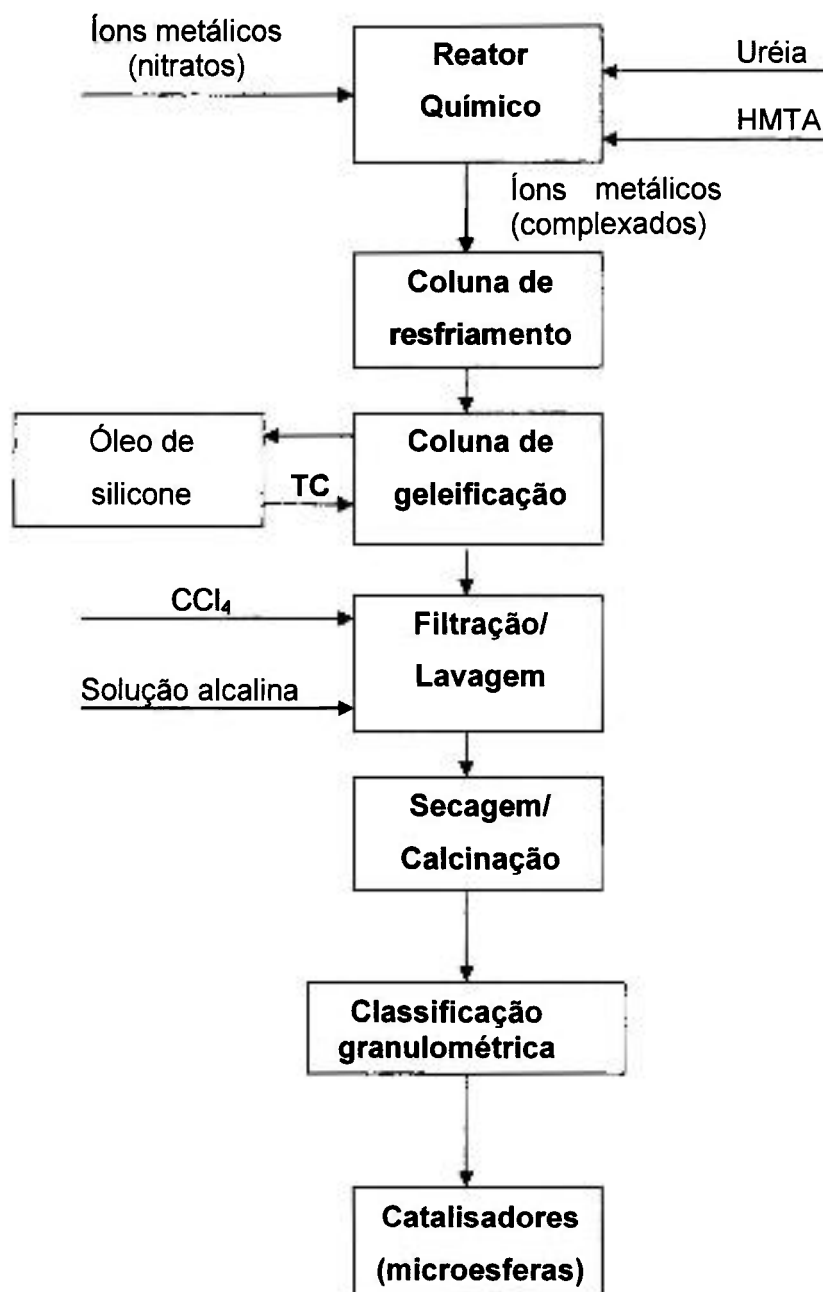 Íons metálicos
(nitratos)
Reator
Químico
Uréia
HMTA
Íons metálicos
(complexados)
Coluna de
resfriamento
Óleo de
silicone
TC
Coluna de
geleificação
CCl₄
Solução alcalina
Filtração/
Lavagem
Secagem/
Calcinação
Classificação
granulométrica
Catalisadores
(microesferas)